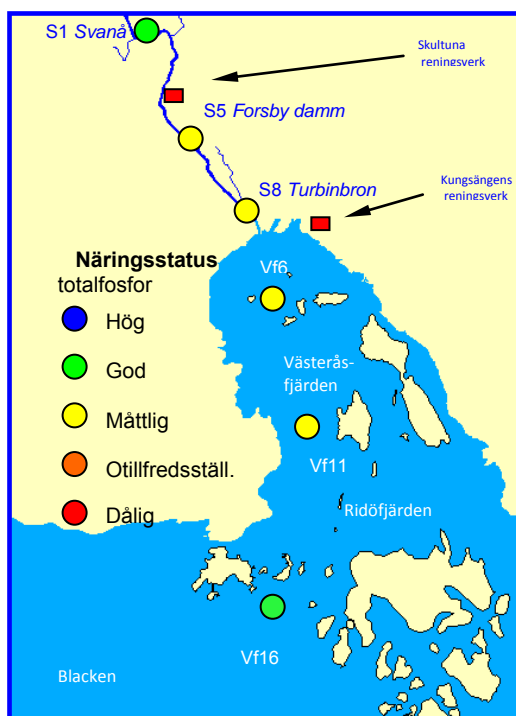 S1 Svanå
Skultuna
reningsverk
S5 Forsby damm
S8 Turbinbron
Kungsängens
reningsverk
Näringsstatus
totalfosfor
Hög
God
Måttlig
Otillfredsställ.
Dålig
Vf6
Västerås-
fjärden
Vf11
Ridöfjärden
Vf16
Blacken